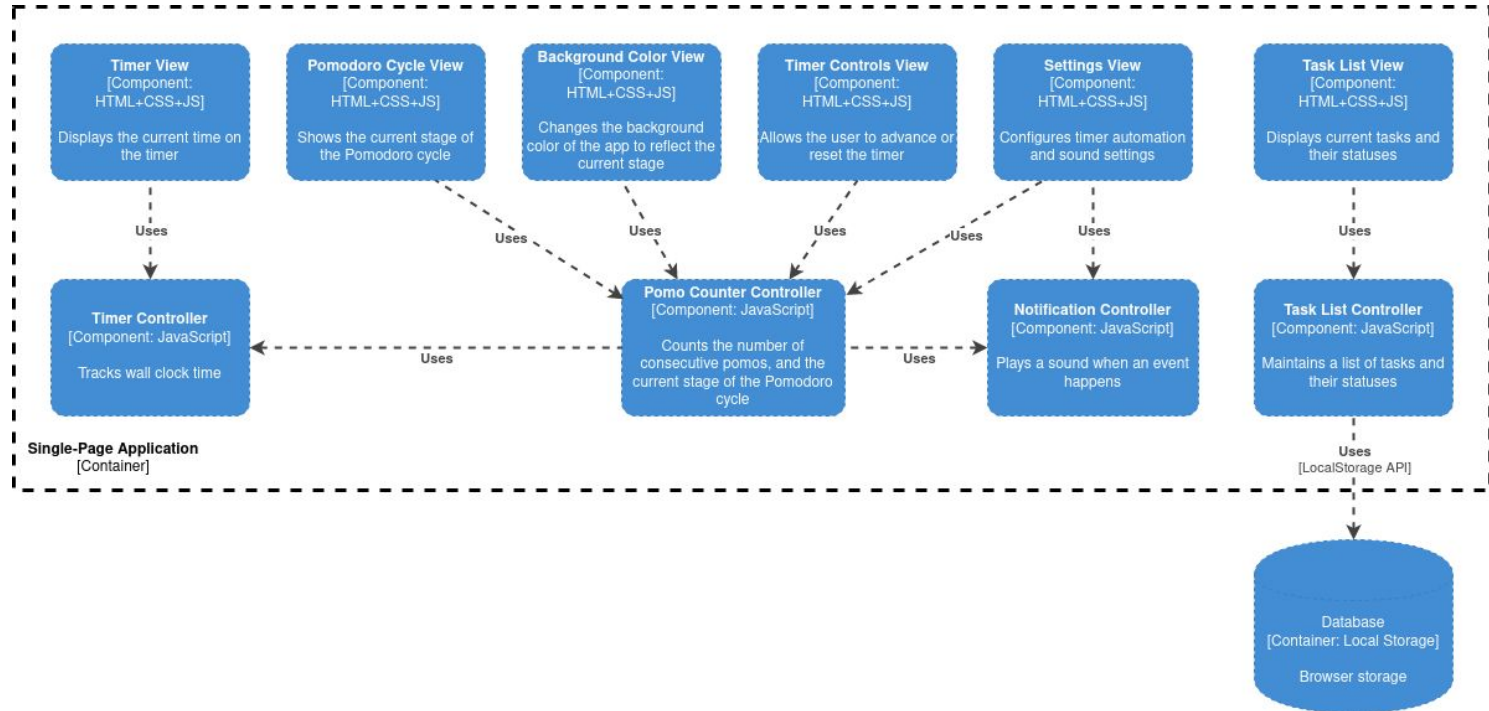 Timer View
[Component:
HTML+CSS+JS]
Displays the current time on
the timer
Pomodoro Cycle View
[Component:
HTML+CSS+JS]
Shows the current stage of
the Pomodoro cycle
Background Color View
[Component:
HTML+CSS+JS]
Changes the background
color of the app to reflect the
current stage
Timer Controls View
[Component:
HTML+CSS+JS]
Allows the user to advance or
reset the timer
Settings View
[Component:
HTML+CSS+JS]
Configures timer automation
and sound settings
Task List View
[Component:
HTML+CSS+JS]
Displays current tasks and
their statuses
Uses
Uses
Uses
Uses
Uses
Uses
Uses
Timer Controller
[Component: JavaScript]
Tracks wall clock time
Uses
Pomo Counter Controller
[Component: JavaScript]
Counts the number of
consecutive pomos, and the
current stage of the Pomodoro
cycle
Uses
Notification Controller
[Component: JavaScript]
Plays a sound when an event
happens
Task List Controller
[Component: JavaScript]
Maintains a list of tasks and
their statuses
Single-Page Application
[Container]
Uses
[LocalStorage API]
Database
[Container: Local Storage]
Browser storage